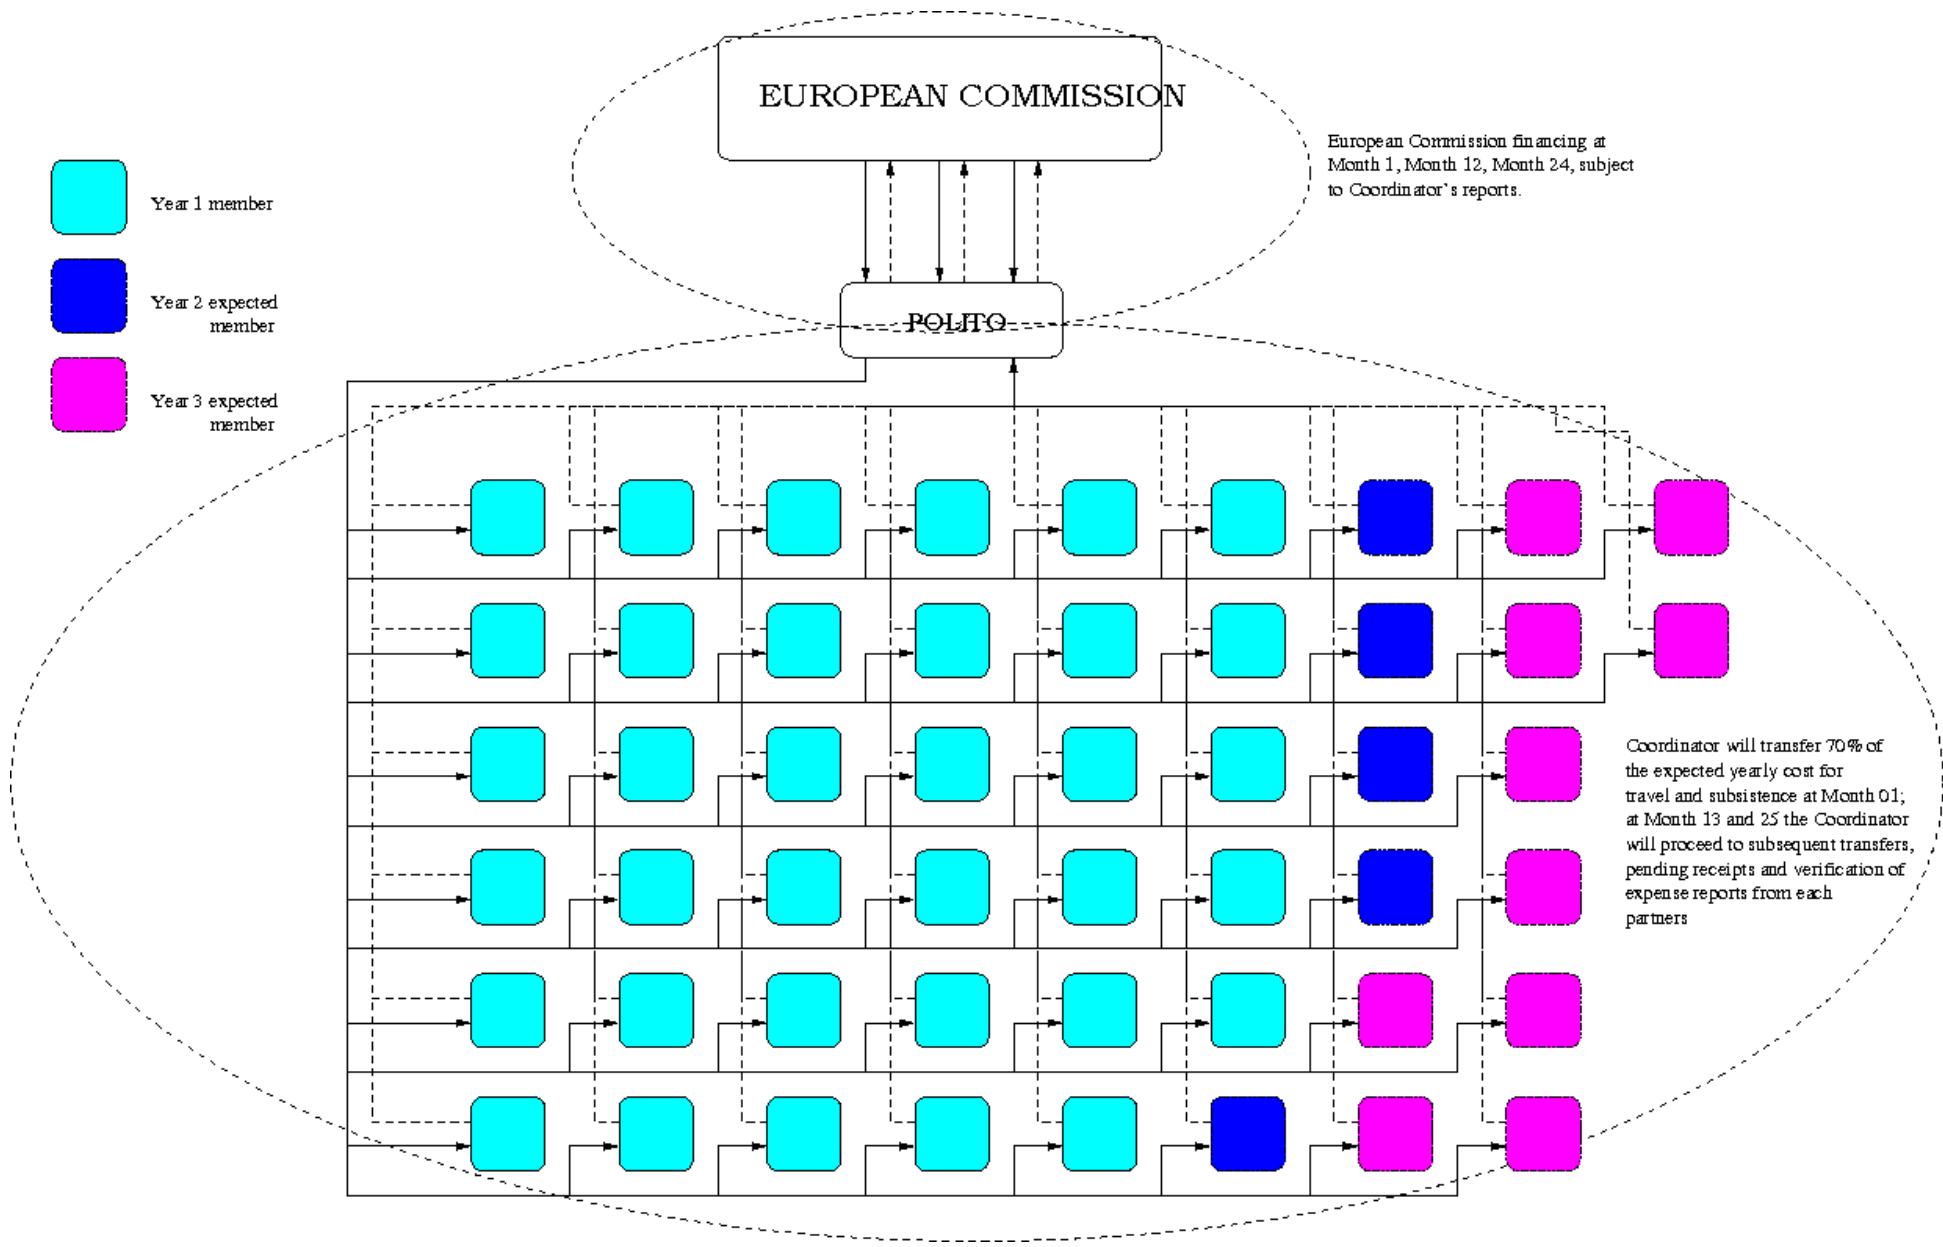 EUROPEAN COMMISSION
European Commission financing at
Month 1, Month 12, Month 24, subject
to Coordinator`s reports.
Year 1 member
Year 2 expected
member
Year 3 expected
member
POLITO
Coordinator will transfer 70% of
the expected yearly cost for
travel and subsistence at Month 01;
at Month 13 and 25 the Coordinator
will proceed to subsequent transfers,
pending receipts and verification of
expense reports from each
partners